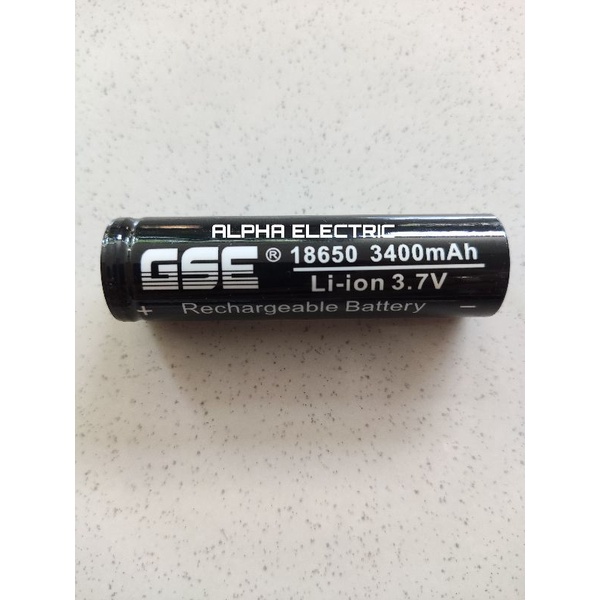 ALPHA ELECTRIC
GSE ® 18650 3400mAh
Li-ion 3.7V
+ Rechargeable Battery −